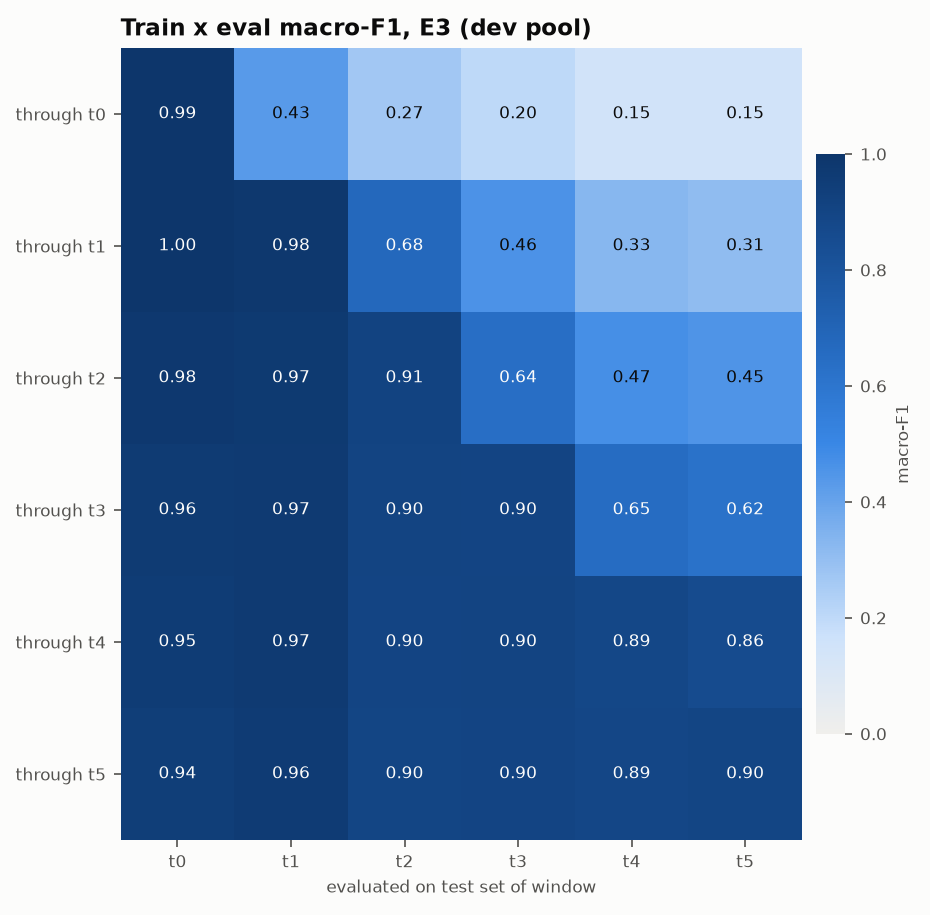 Train x eval macro-F1, E3 (dev pool)
through t0 0.99 0.43 0.27 0.20 0.15 0.15
through t1 1.00 0.98 0.68 0.46 0.33 0.31
through t2 0.98 0.97 0.91 0.64 0.47 0.45
through t3 0.96 0.97 0.90 0.90 0.65 0.62
through t4 0.95 0.97 0.90 0.90 0.89 0.86
through t5 0.94 0.96 0.90 0.90 0.89 0.90
t0 t1 t2 t3 t4 t5
evaluated on test set of window
1.0
0.8
0.6
0.4
0.2
0.0
macro-F1